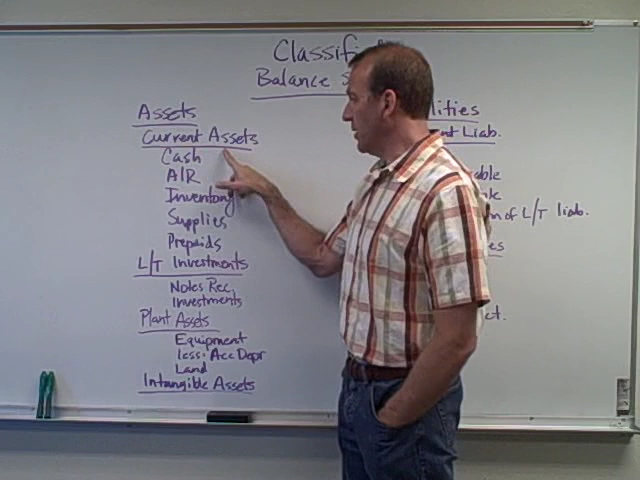 Classifi
Balance S
Assets
Current Assets
Cash
A/R
Inventory
Supplies
Prepaids
L/T Investments
Notes Rec
Investments
Plant Assets
Equipment
less: Acc Depr
Land
Intangible Assets
lities
nt Liab.
able
n of L/T liab.
es
ct.